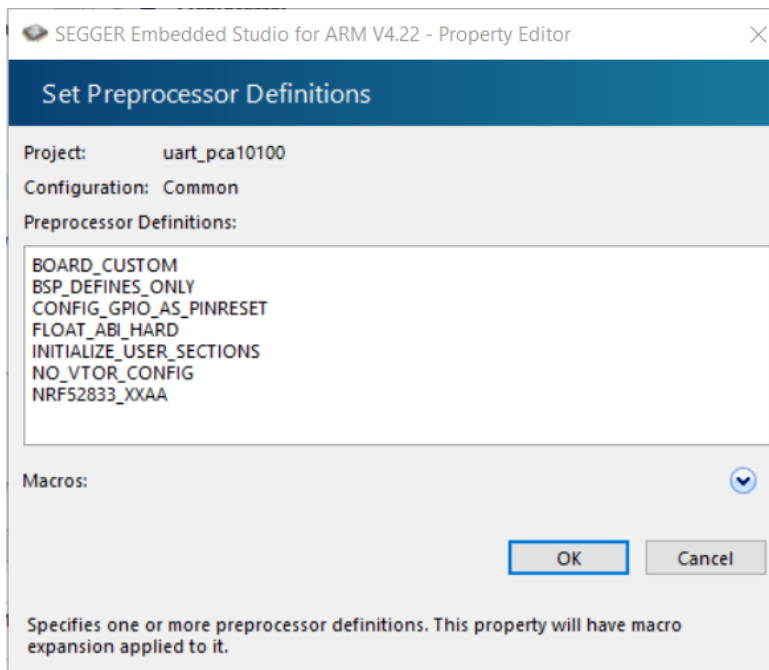 SEGGER Embedded Studio for ARM V4.22 - Property Editor
Set Preprocessor Definitions
Project: uart_pca10100
Configuration: Common
Preprocessor Definitions:
BOARD_CUSTOM
BSP_DEFINES_ONLY
CONFIG_GPIO_AS_PINRESET
FLOAT_ABI_HARD
INITIALIZE_USER_SECTIONS
NO_VTOR_CONFIG
NRF52833_XXAA
Macros:
OK Cancel
Specifies one or more preprocessor definitions. This property will have macro
expansion applied to it.